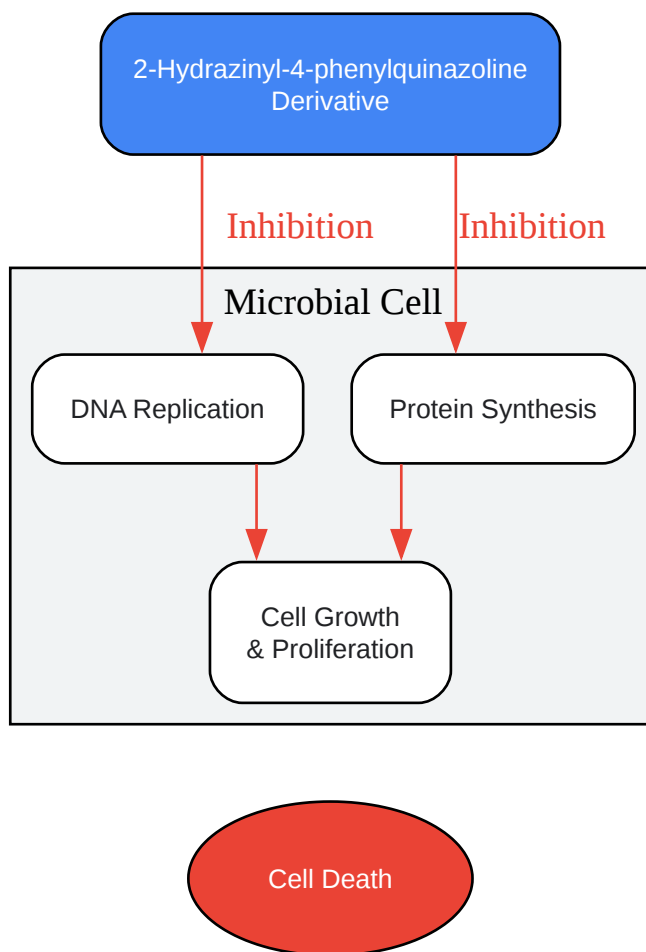 2-Hydrazinyl-4-phenylquinazoline
Derivative
Inhibition
Inhibition
Microbial Cell
DNA Replication
Protein Synthesis
Cell Growth
& Proliferation
Cell Death